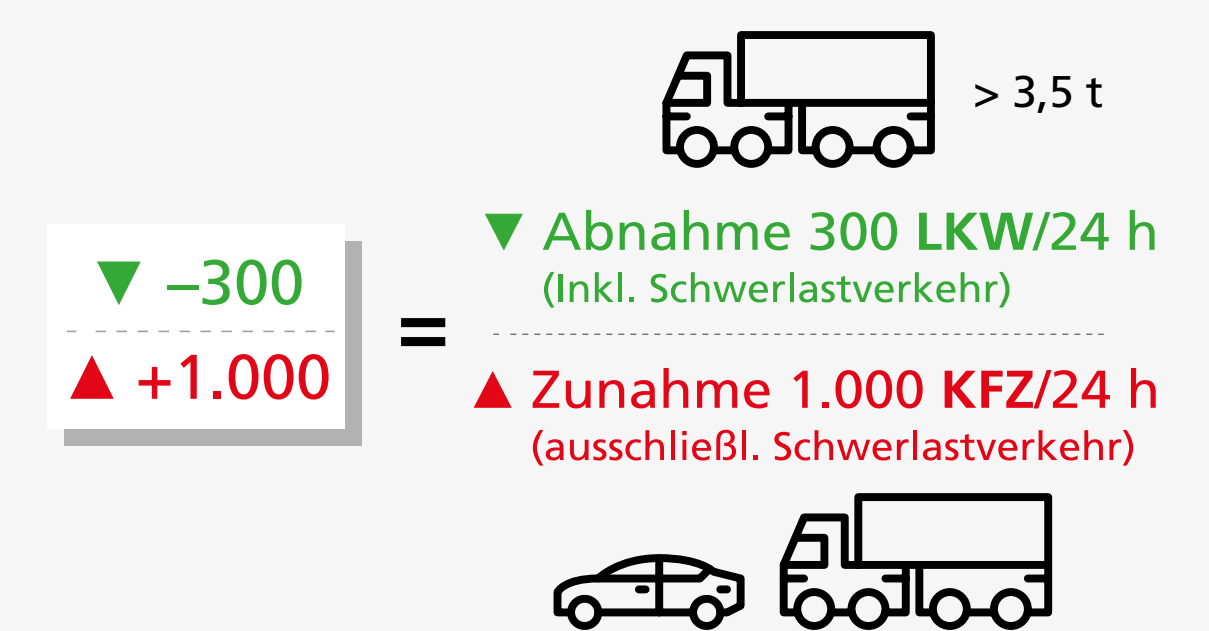 > 3,5 t
▼ –300
▲ +1.000
=
▼ Abnahme 300 LKW/24 h
(Inkl. Schwerlastverkehr)
▲ Zunahme 1.000 KFZ/24 h
(ausschließl. Schwerlastverkehr)